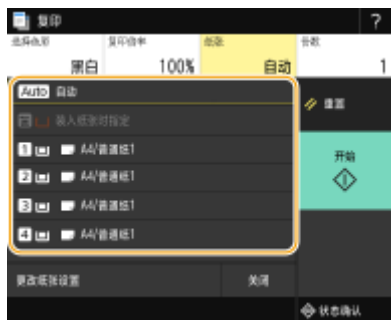 复印 ?
选择色彩 复印倍率 纸张 份数
黑白 100% 自动 1
Auto 自动
装入纸张时指定
1 A4/普通纸1
2 A4/普通纸1
3 A4/普通纸1
4 A4/普通纸1
重置
开始
更改纸张设置 关闭
状态确认